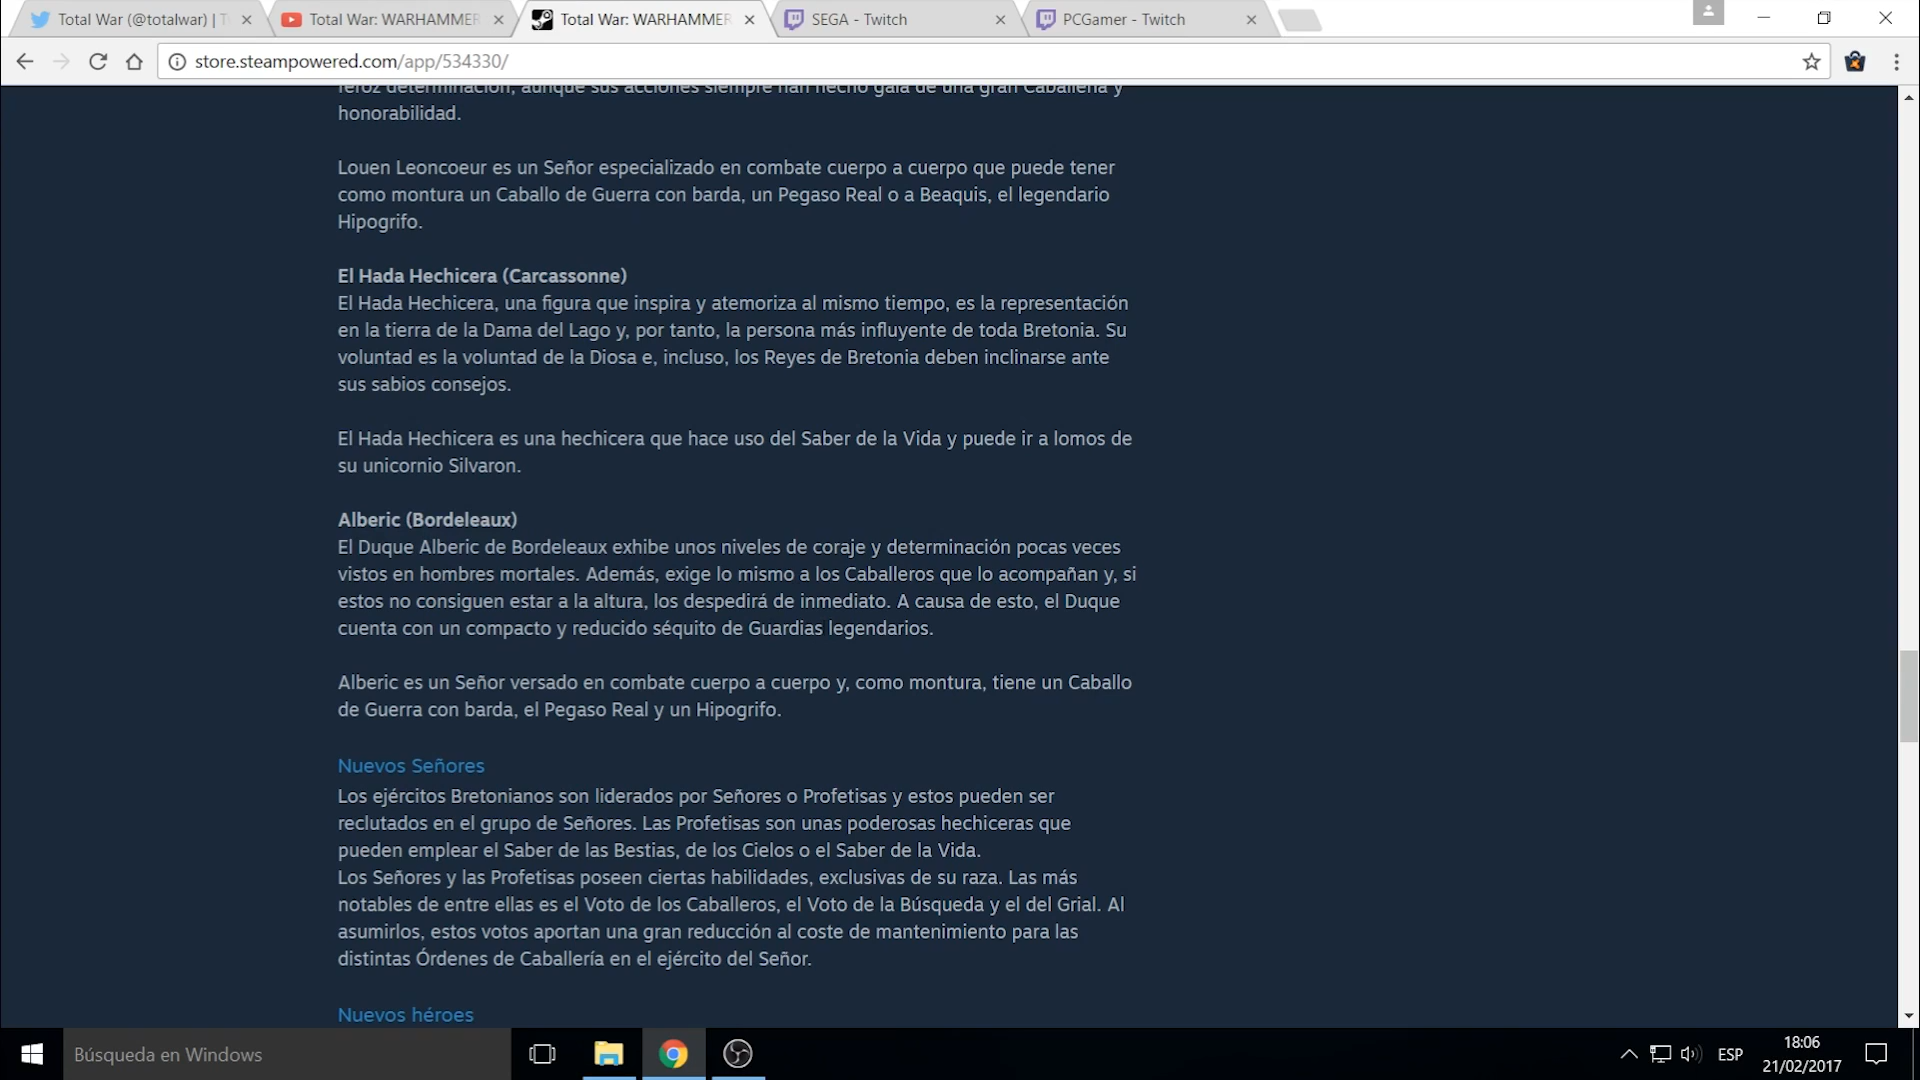 Total War (@totalwar) | T
Total War: WARHAMMER
Total War: WARHAMMER
SEGA - Twitch
PCGamer - Twitch
store.steampowered.com/app/534330/
feroz determinación, aunque sus acciones siempre han hecho gala de una gran Caballería y
honorabilidad.
Louen Leoncoeur es un Señor especializado en combate cuerpo a cuerpo que puede tener
como montura un Caballo de Guerra con barda, un Pegaso Real o a Beaquis, el legendario
Hipogrifo.
El Hada Hechicera (Carcassonne)
El Hada Hechicera, una figura que inspira y atemoriza al mismo tiempo, es la representación
en la tierra de la Dama del Lago y, por tanto, la persona más influyente de toda Bretonia. Su
voluntad es la voluntad de la Diosa e, incluso, los Reyes de Bretonia deben inclinarse ante
sus sabios consejos.
El Hada Hechicera es una hechicera que hace uso del Saber de la Vida y puede ir a lomos de
su unicornio Silvaron.
Alberic (Bordeleaux)
El Duque Alberic de Bordeleaux exhibe unos niveles de coraje y determinación pocas veces
vistos en hombres mortales. Además, exige lo mismo a los Caballeros que lo acompañan y, si
estos no consiguen estar a la altura, los despedirá de inmediato. A causa de esto, el Duque
cuenta con un compacto y reducido séquito de Guardias legendarios.
Alberic es un Señor versado en combate cuerpo a cuerpo y, como montura, tiene un Caballo
de Guerra con barda, el Pegaso Real y un Hipogrifo.
Nuevos Señores
Los ejércitos Bretonianos son liderados por Señores o Profetisas y estos pueden ser
reclutados en el grupo de Señores. Las Profetisas son unas poderosas hechiceras que
pueden emplear el Saber de las Bestias, de los Cielos o el Saber de la Vida.
Los Señores y las Profetisas poseen ciertas habilidades, exclusivas de su raza. Las más
notables de entre ellas es el Voto de los Caballeros, el Voto de la Búsqueda y el del Grial. Al
asumirlos, estos votos aportan una gran reducción al coste de mantenimiento para las
distintas Órdenes de Caballería en el ejército del Señor.
Nuevos héroes
Búsqueda en Windows
ESP
18:06
21/02/2017